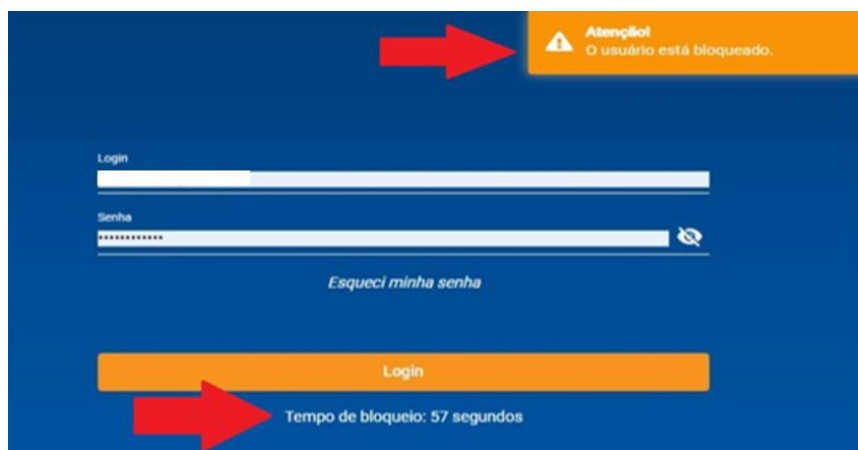 Atenção!
O usuário está bloqueado.
Login
Senha
************
Esqueci minha senha
Login
Tempo de bloqueio: 57 segundos